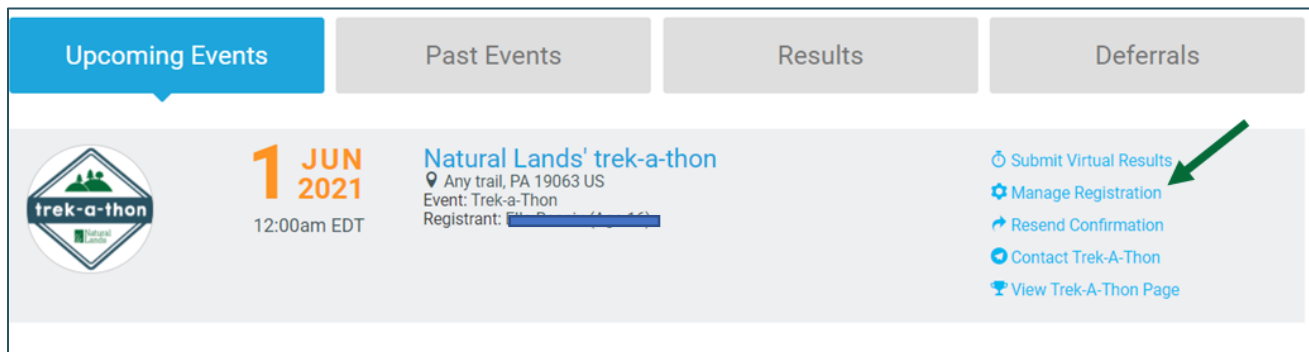 Upcoming Events
Past Events
Results
Deferrals
trek-a-thon
Natural
Lands
1 JUN
2021
12:00am EDT
Natural Lands' trek-a-thon
Any trail, PA 19063 US
Event: Trek-a-Thon
Registrant:
Submit Virtual Results
Manage Registration
Resend Confirmation
Contact Trek-A-Thon
View Trek-A-Thon Page